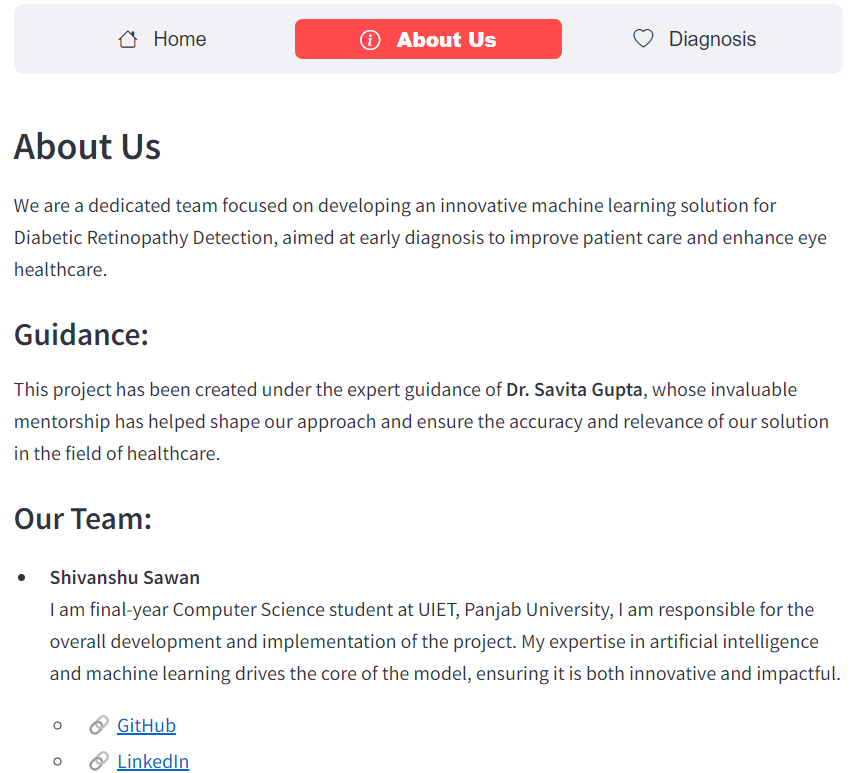 Home
About Us
Diagnosis
About Us
We are a dedicated team focused on developing an innovative machine learning solution for
Diabetic Retinopathy Detection, aimed at early diagnosis to improve patient care and enhance eye
healthcare.
Guidance:
This project has been created under the expert guidance of Dr. Savita Gupta, whose invaluable
mentorship has helped shape our approach and ensure the accuracy and relevance of our solution
in the field of healthcare.
Our Team:
Shivanshu Sawan
I am final-year Computer Science student at UIET, Panjab University, I am responsible for the
overall development and implementation of the project. My expertise in artificial intelligence
and machine learning drives the core of the model, ensuring it is both innovative and impactful.
GitHub
LinkedIn